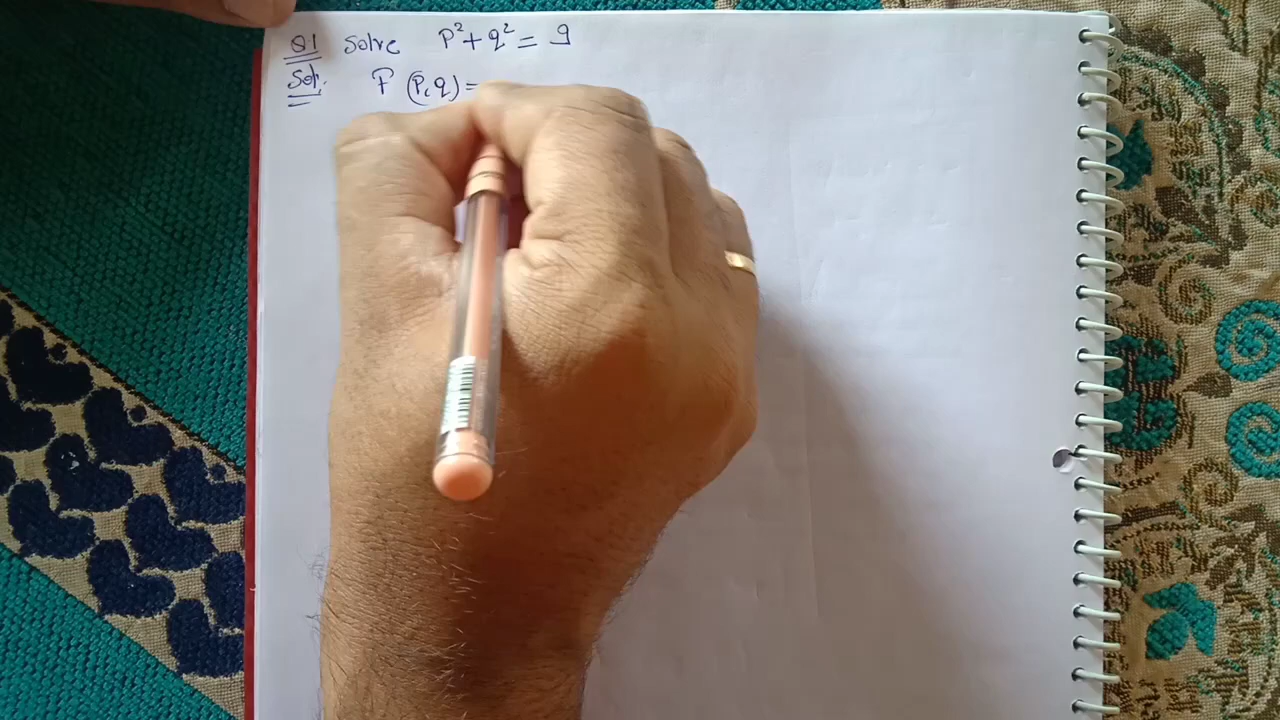 Q1 Solve p² + q² = 9
Sol. F (p, q) =